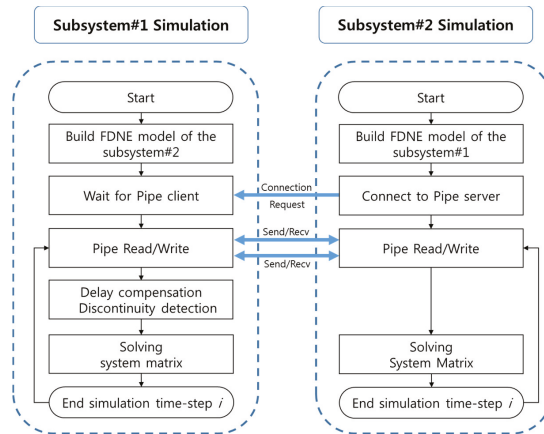 Subsystem#1 Simulation
Subsystem#2 Simulation
Start
Build FDNE model of the
subsystem#2
Wait for Pipe client
Pipe Read/Write
Delay compensation
Discontinuity detection
Solving
system matrix
End simulation time-step i
Connection
Request
Send/Recv
Send/Recv
Start
Build FDNE model of the
subsystem#1
Connect to Pipe server
Pipe Read/Write
Solving
System Matrix
End simulation time-step i